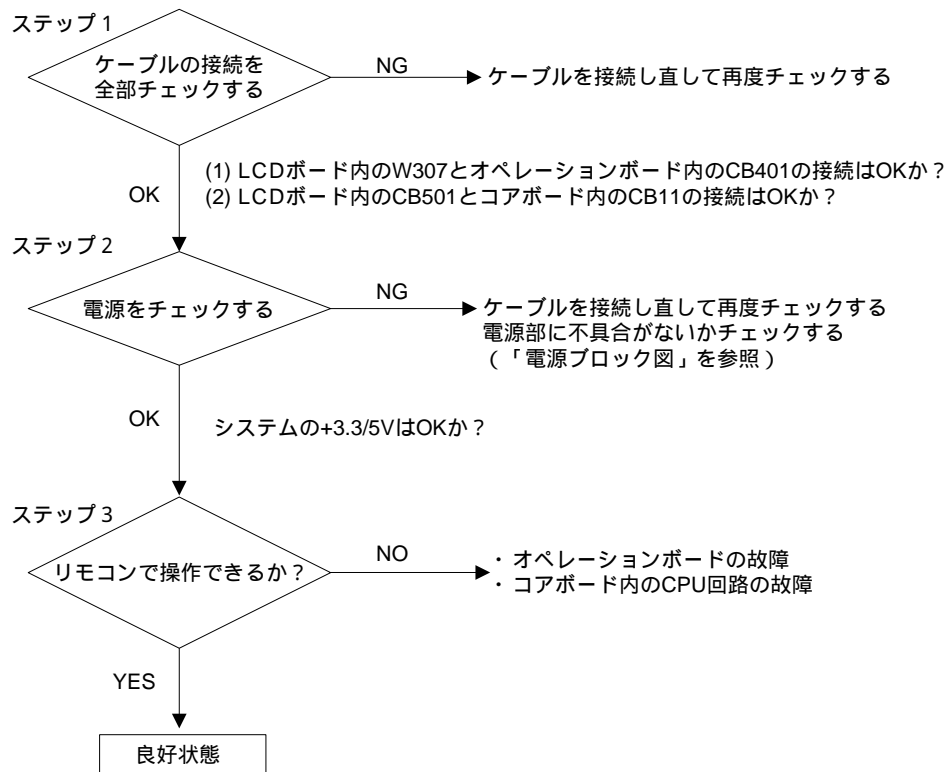 ステップ 1
ケーブルの接続を
全部チェックする
NG
ケーブルを接続し直して再度チェックする
OK
(1) LCDボード内のW307とオペレーションボード内のCB401の接続はOKか？
(2) LCDボード内のCB501とコアボード内のCB11の接続はOKか？
ステップ 2
電源をチェックする
NG
ケーブルを接続し直して再度チェックする
電源部に不具合がないかチェックする
（「電源ブロック図」を参照）
OK
システムの+3.3/5VはOKか？
ステップ 3
リモコンで操作できるか？
NO
・ オペレーションボードの故障
・ コアボード内のCPU回路の故障
YES
良好状態